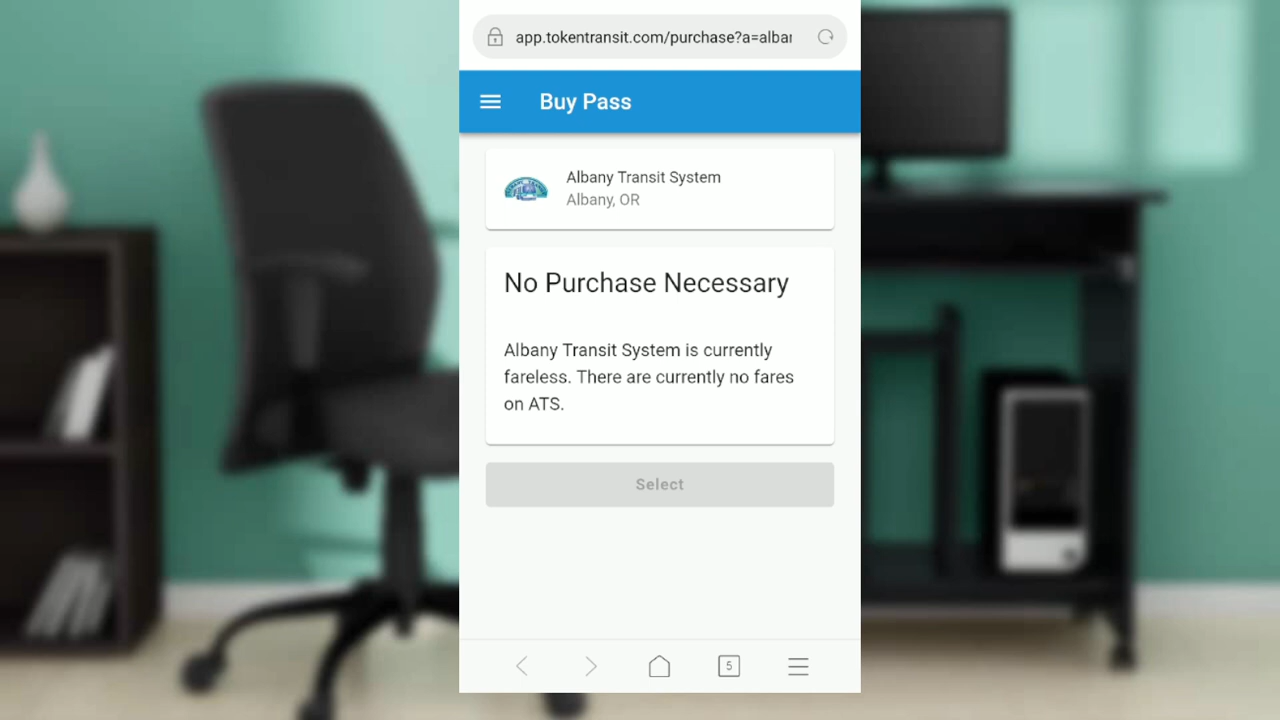 app.tokentransit.com/purchase?a=alba
Buy Pass
Albany Transit System
Albany, OR
No Purchase Necessary
Albany Transit System is currently
fareless. There are currently no fares
on ATS.
Select
5